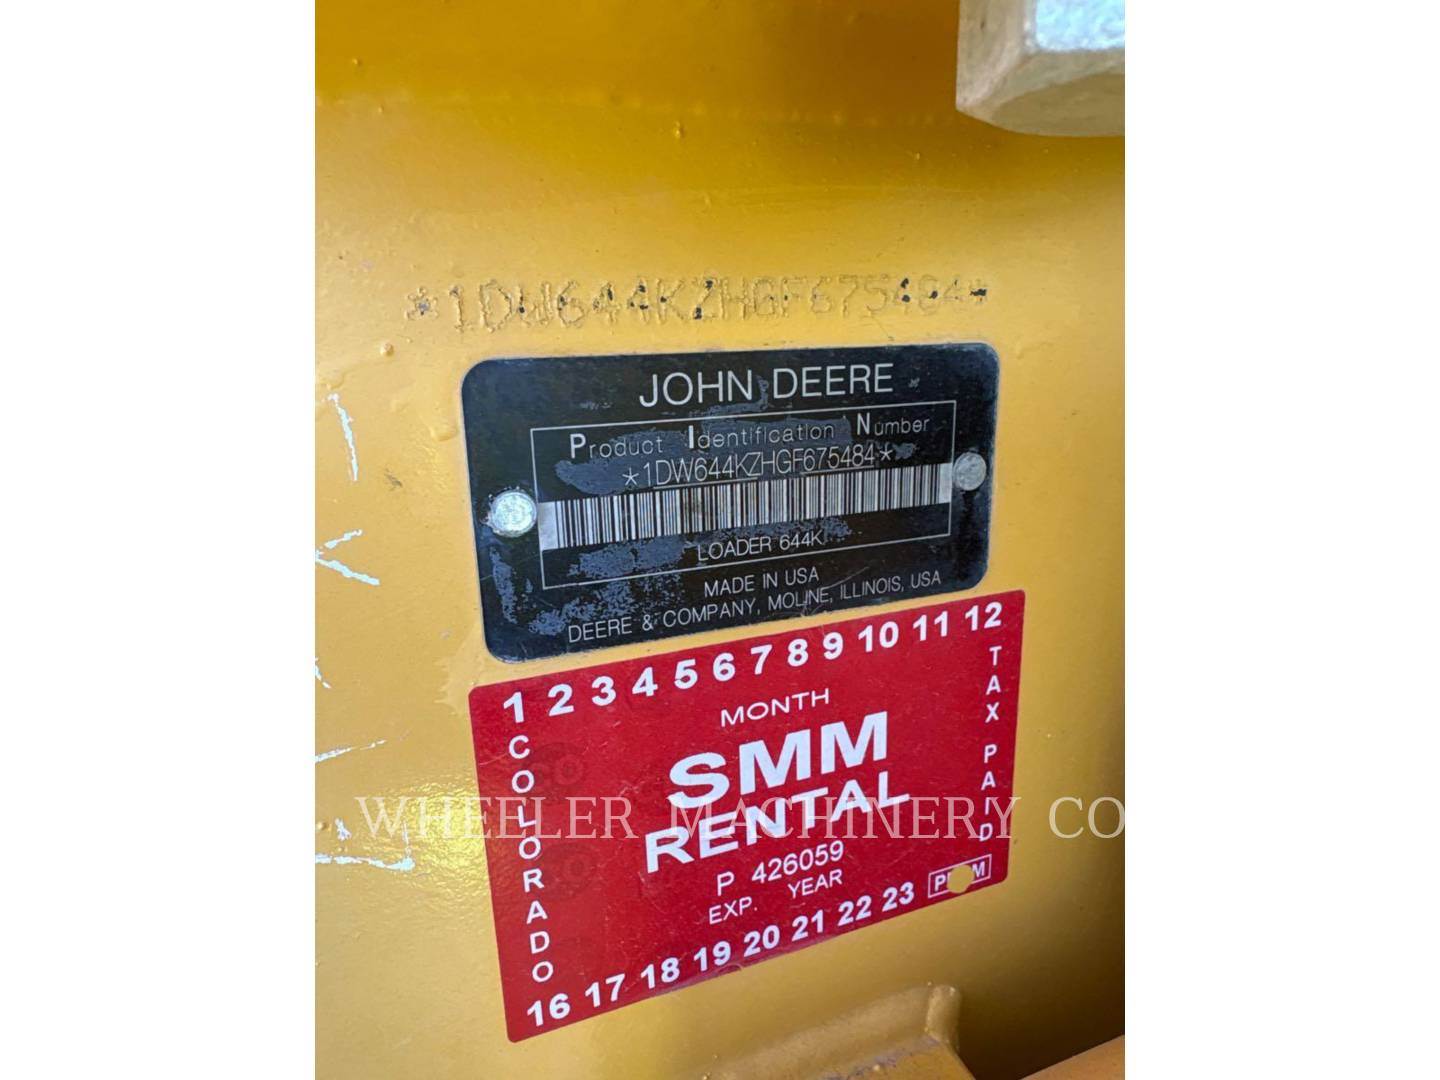 *1DW644KZHGF675484*
JOHN DEERE
Product Identification Number
*1DW644KZHGF675484*
LOADER 644K
MADE IN USA
DEERE & COMPANY, MOLINE, ILLINOIS, USA
1 2 3 4 5 6 7 8 9 10 11 12
MONTH
COLORADO
TAX PAID
SMM
RENTAL
WHEELER MACHINERY CO
P 426059
EXP. YEAR
16 17 18 19 20 21 22 23